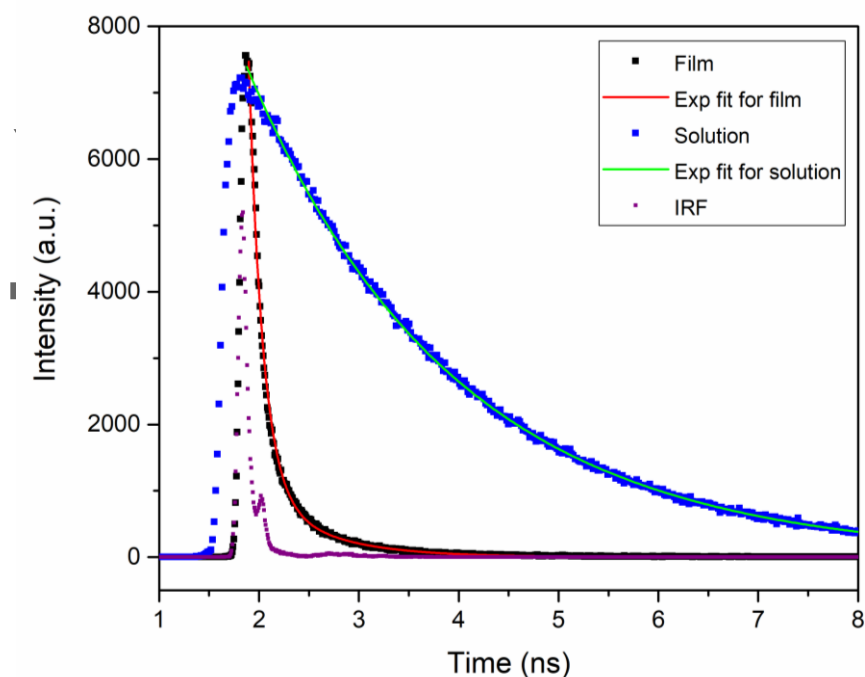 8000
6000
4000
2000
0
Intensity (a.u.)
Film
Exp fit for film
Solution
Exp fit for solution
IRF
1 2 3 4 5 6 7 8
Time (ns)